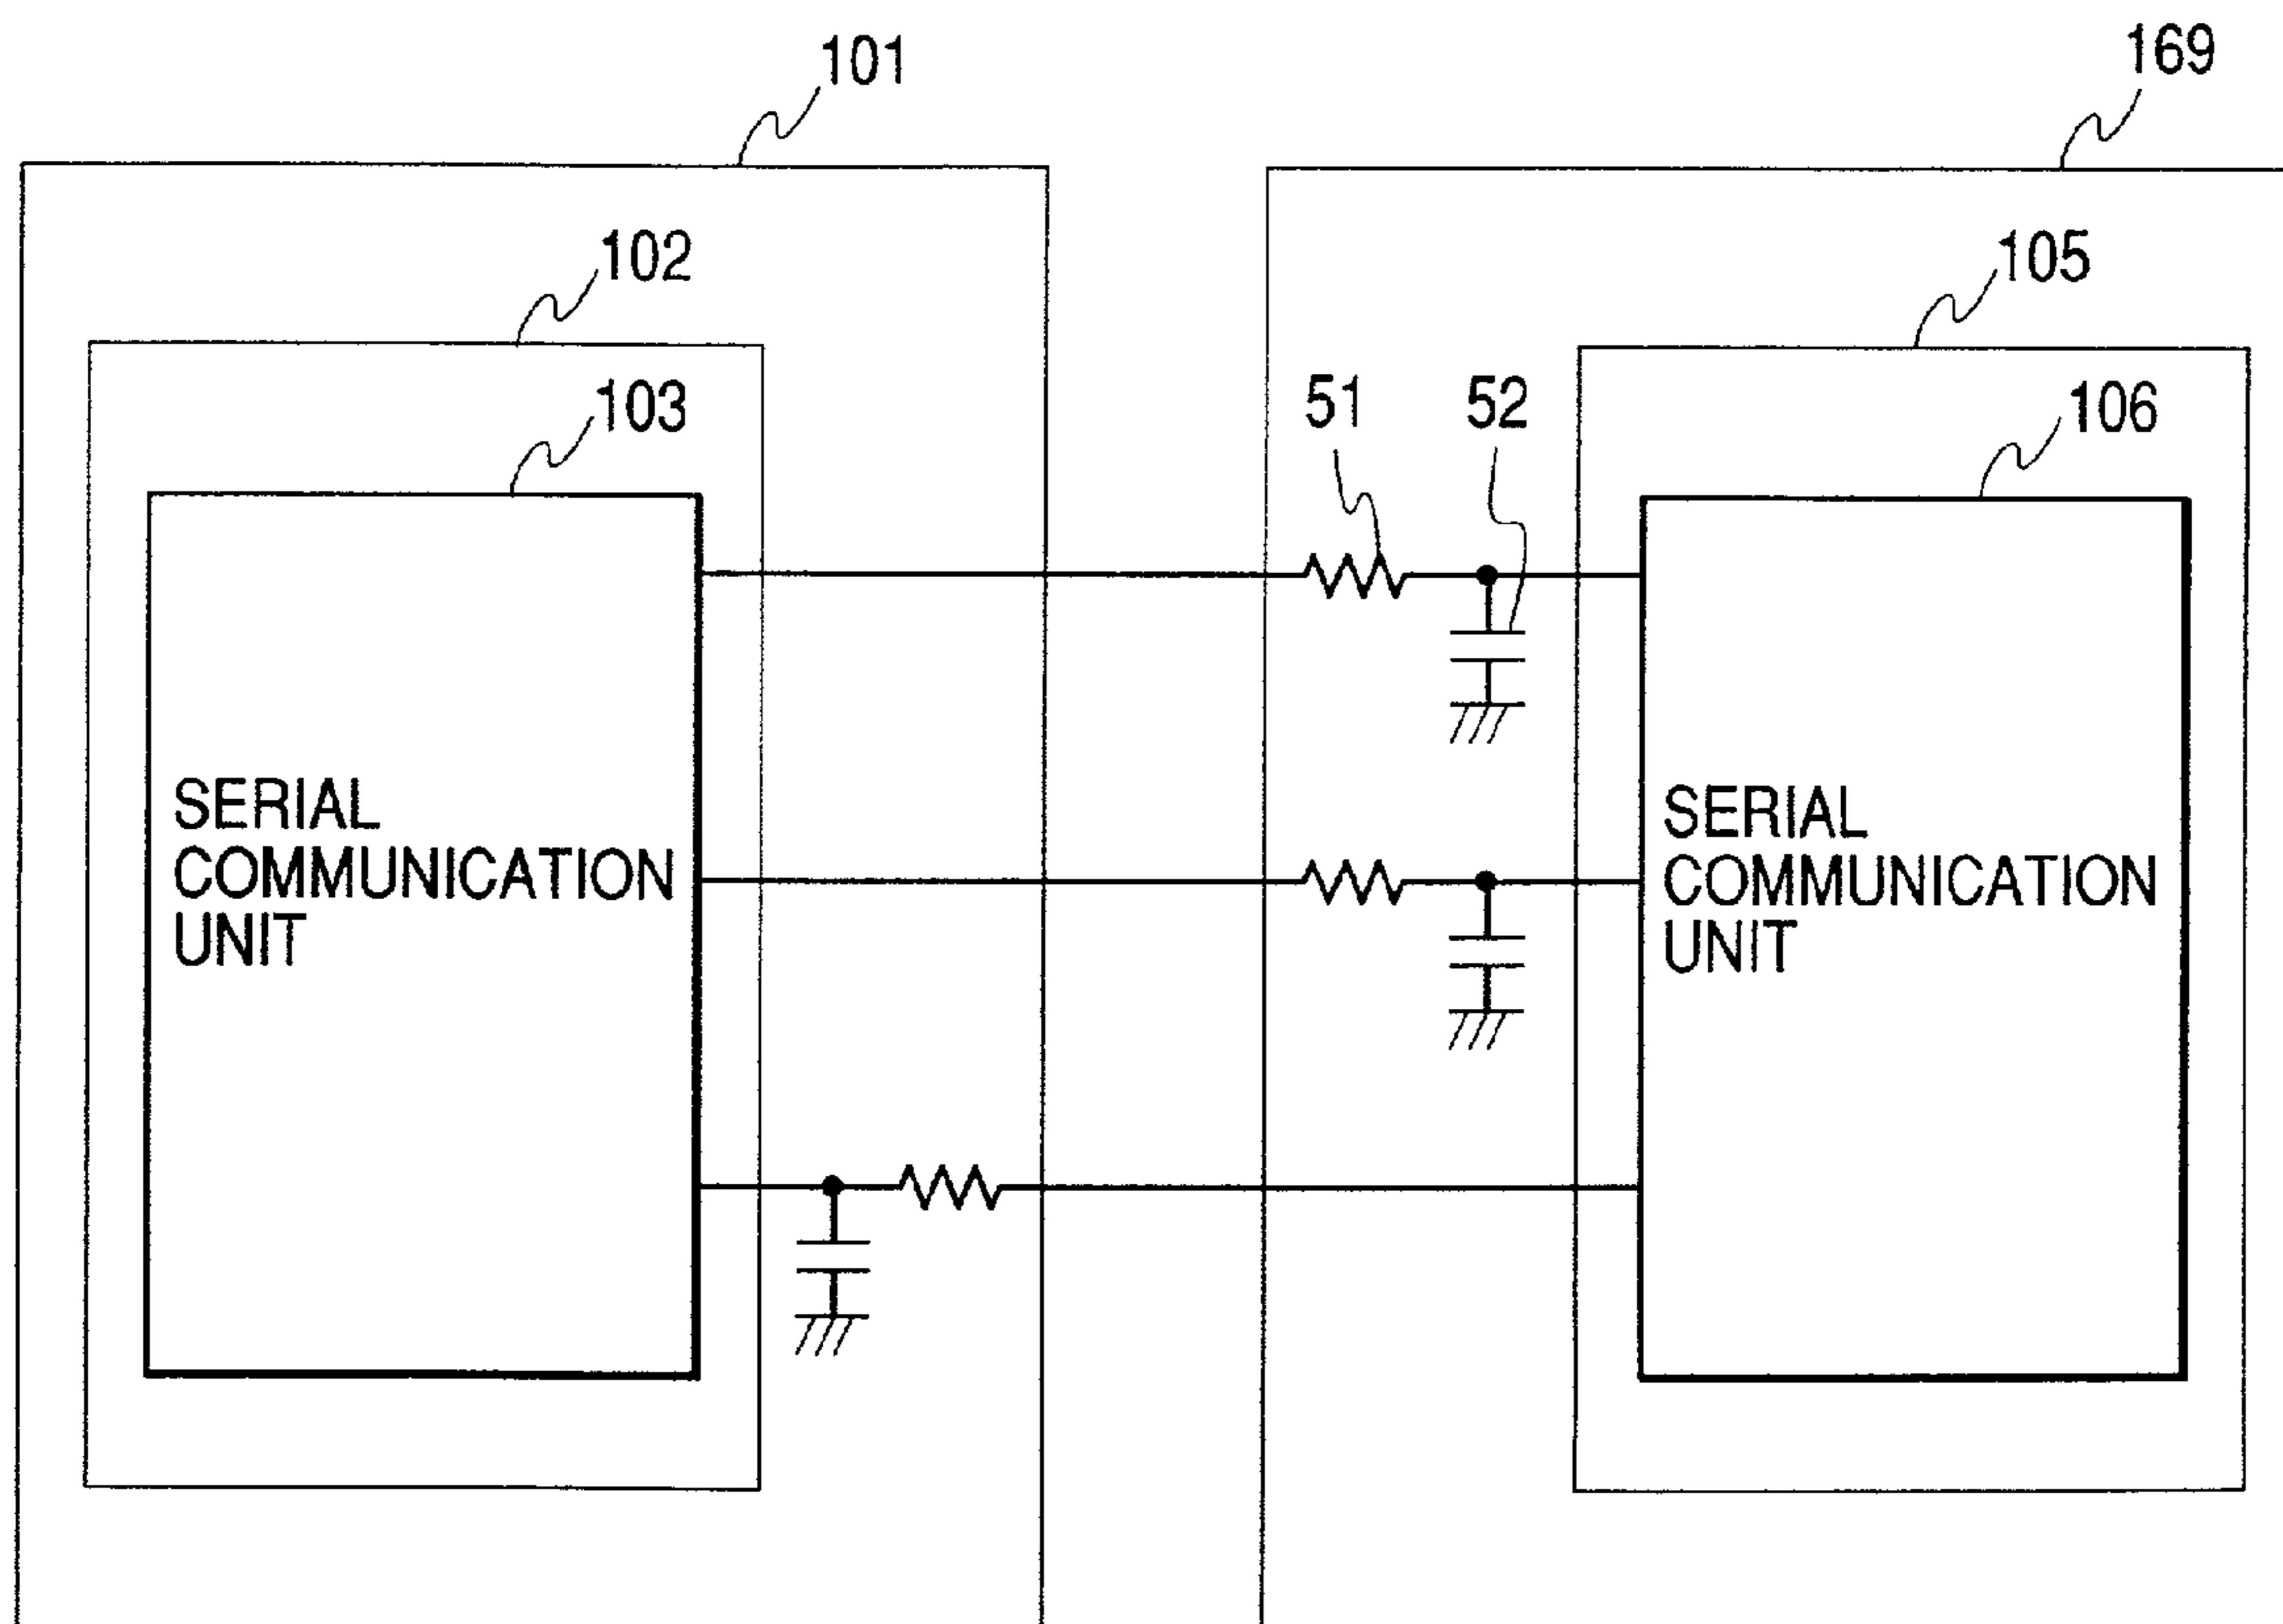 101
169
102
105
103
51
52
106
SERIAL
COMMUNICATION
UNIT
SERIAL
COMMUNICATION
UNIT